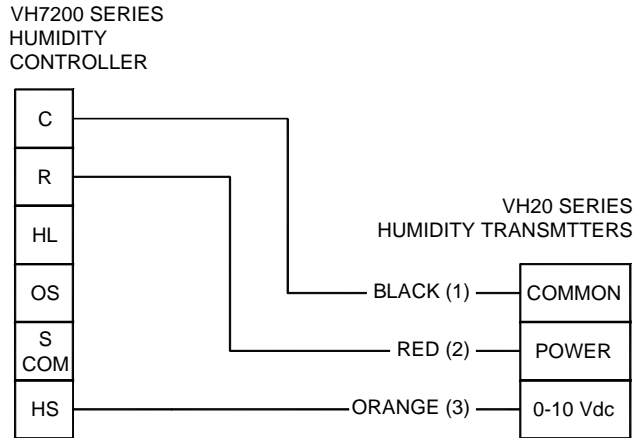 VH7200 SERIES
HUMIDITY
CONTROLLER
C
R
HL
OS
S
COM
HS
VH20 SERIES
HUMIDITY TRANSMTTERS
BLACK (1)
COMMON
RED (2)
POWER
ORANGE (3)
0-10 Vdc